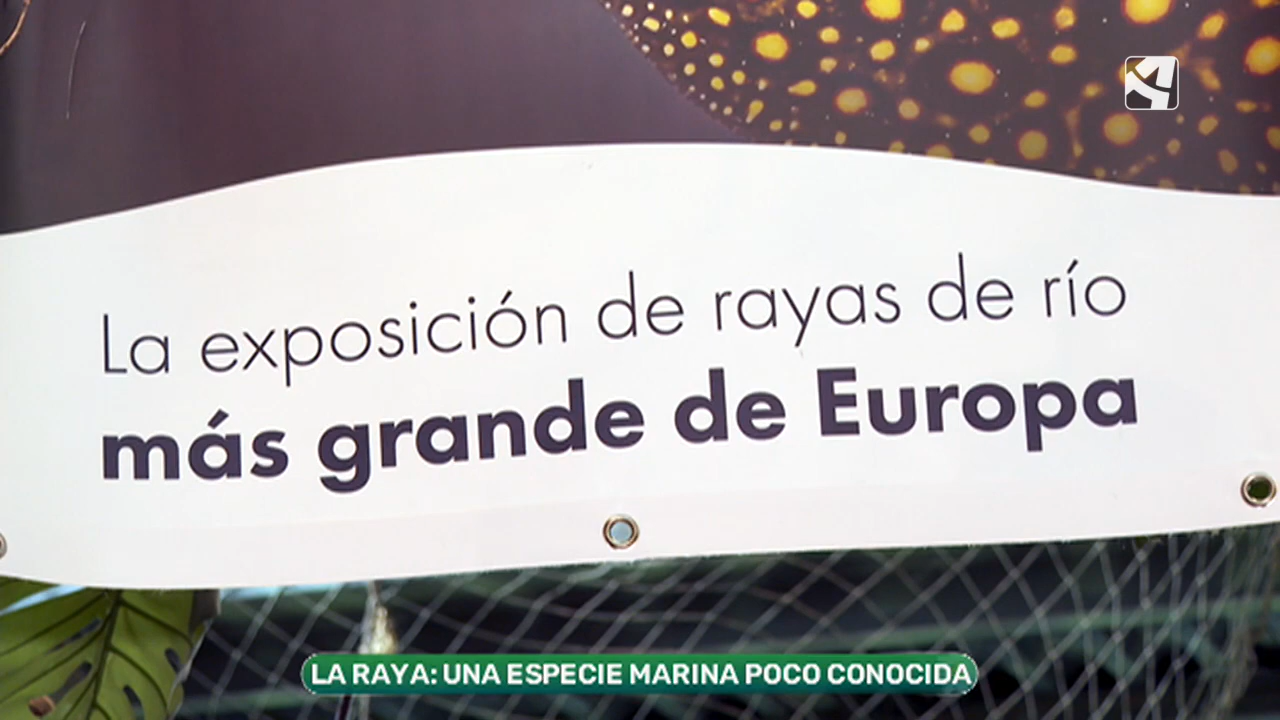 La exposición de rayas de río
más grande de Europa
LA RAYA: UNA ESPECIE MARINA POCO CONOCIDA